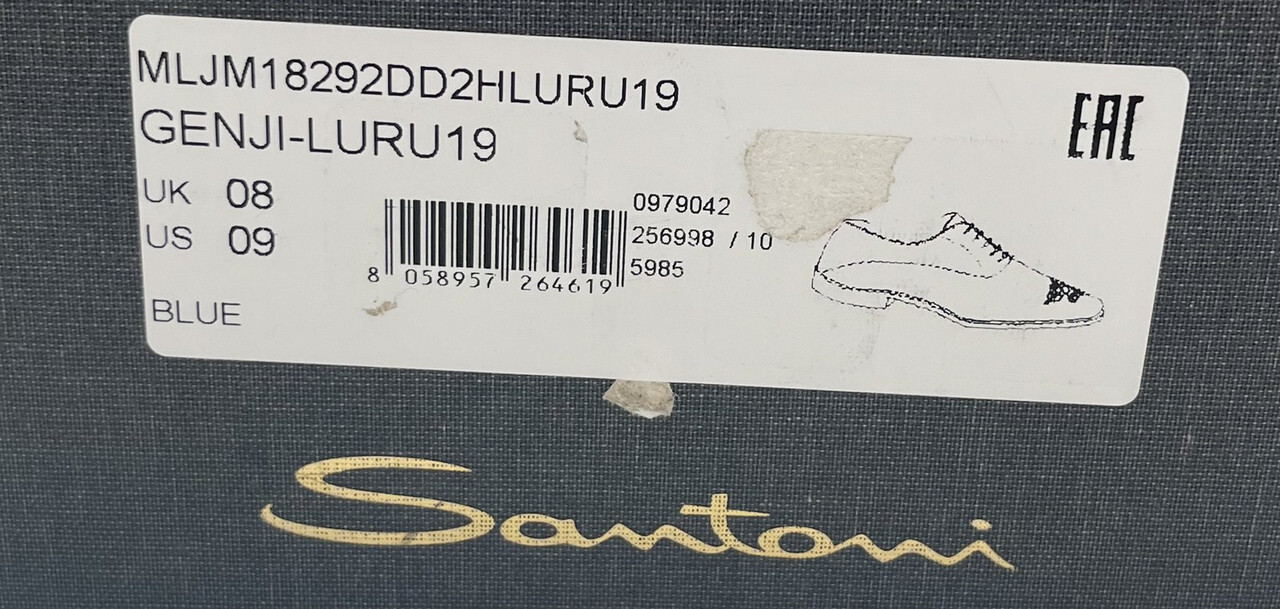 MLJM18292DD2HLURU19
GENJI-LURU19
EAC
UK 08
US 09
BLUE
8 058957 264619
0979042
256998 / 10
5985
Santoni